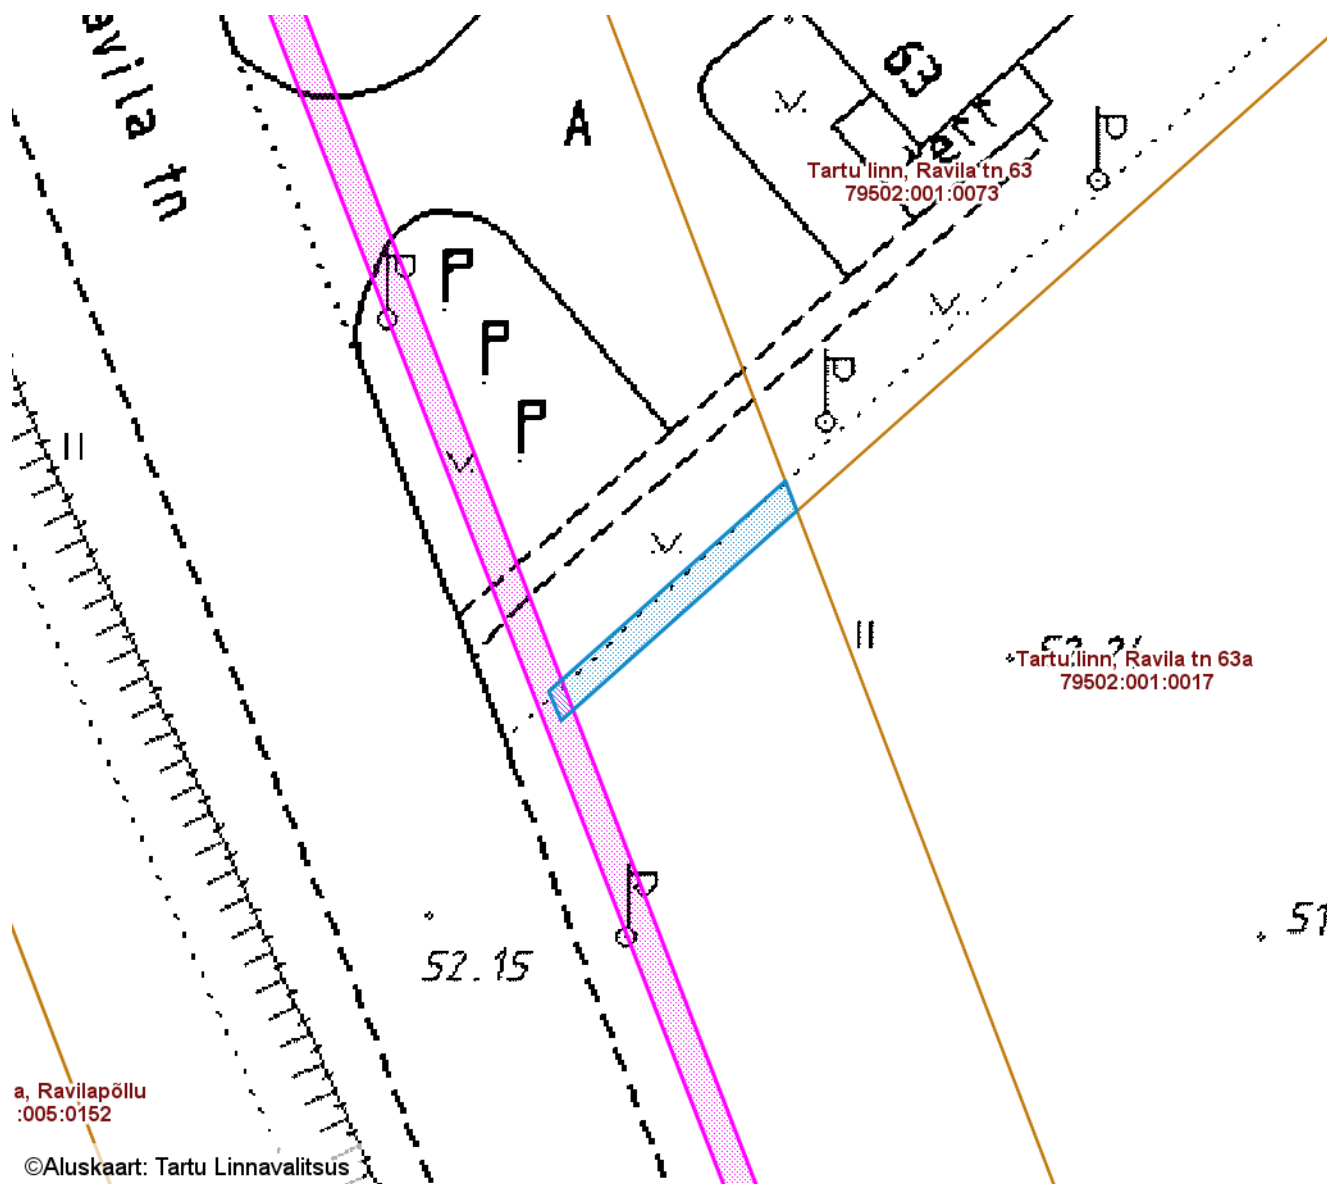 avila tn
63
A
Tartu linn, Ravila tn 63
79502:001:0073
P
P
P
Tartu linn, Ravila tn 63a
79502:001:0017
51
52.15
a, Ravilapõllu
:005:0152
©Aluskaart: Tartu Linnavalitsus